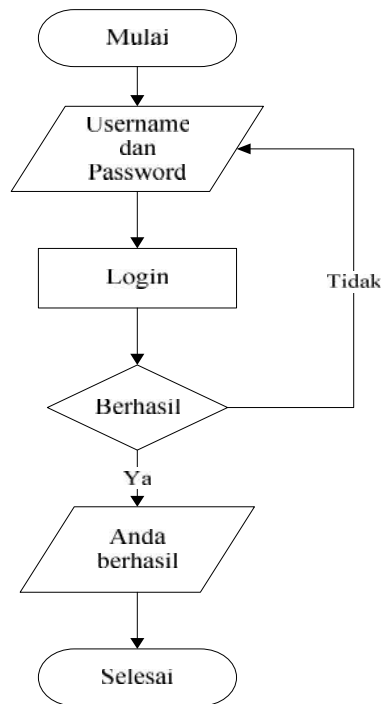 Mulai
Username
dan
Password
Login
Tidak
Berhasil
Ya
Anda
berhasil
Selesai